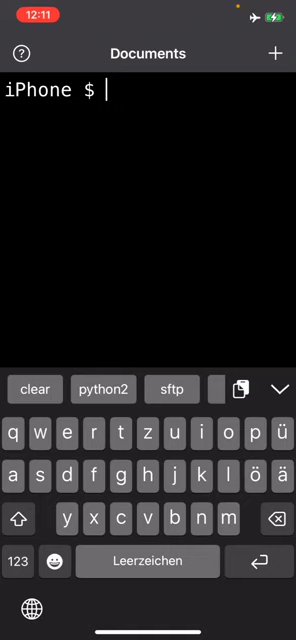 12:11
Documents
iPhone $
clear python2 sftp
q w e r t z u i o p ü
a s d f g h j k l ö ä
y x c v b n m
123 Leerzeichen